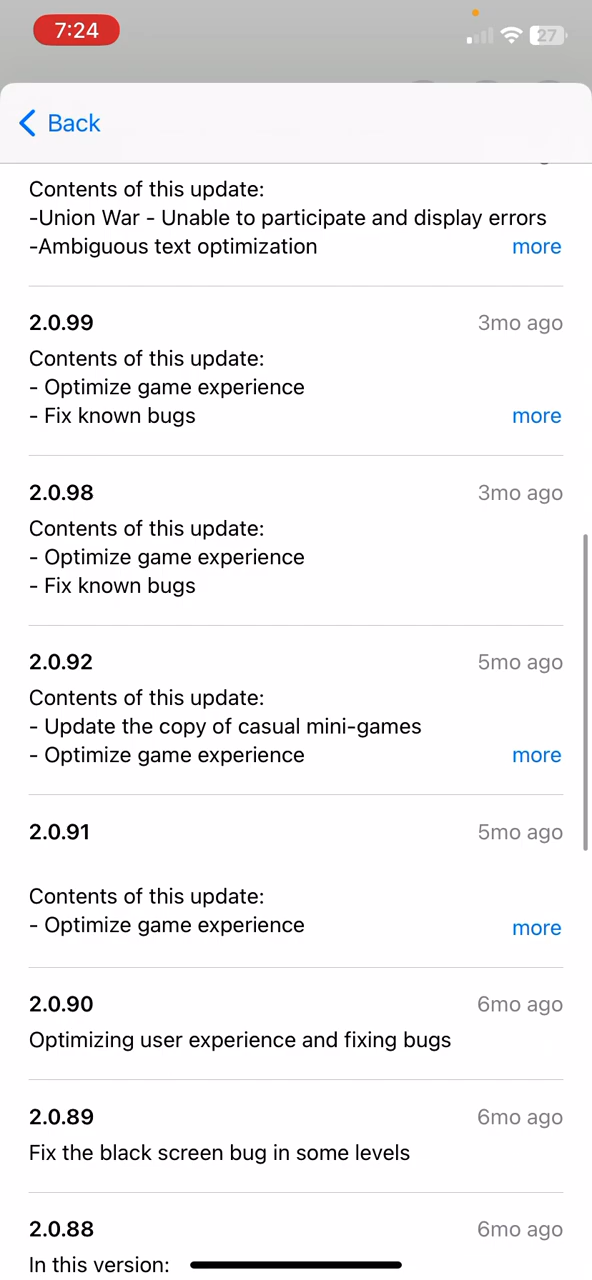 7:24
27
Back
Contents of this update:
-Union War - Unable to participate and display errors
-Ambiguous text optimization more
2.0.99 3mo ago
Contents of this update:
- Optimize game experience
- Fix known bugs more
2.0.98 3mo ago
Contents of this update:
- Optimize game experience
- Fix known bugs
2.0.92 5mo ago
Contents of this update:
- Update the copy of casual mini-games
- Optimize game experience more
2.0.91 5mo ago
Contents of this update:
- Optimize game experience more
2.0.90 6mo ago
Optimizing user experience and fixing bugs
2.0.89 6mo ago
Fix the black screen bug in some levels
2.0.88 6mo ago
In this version: